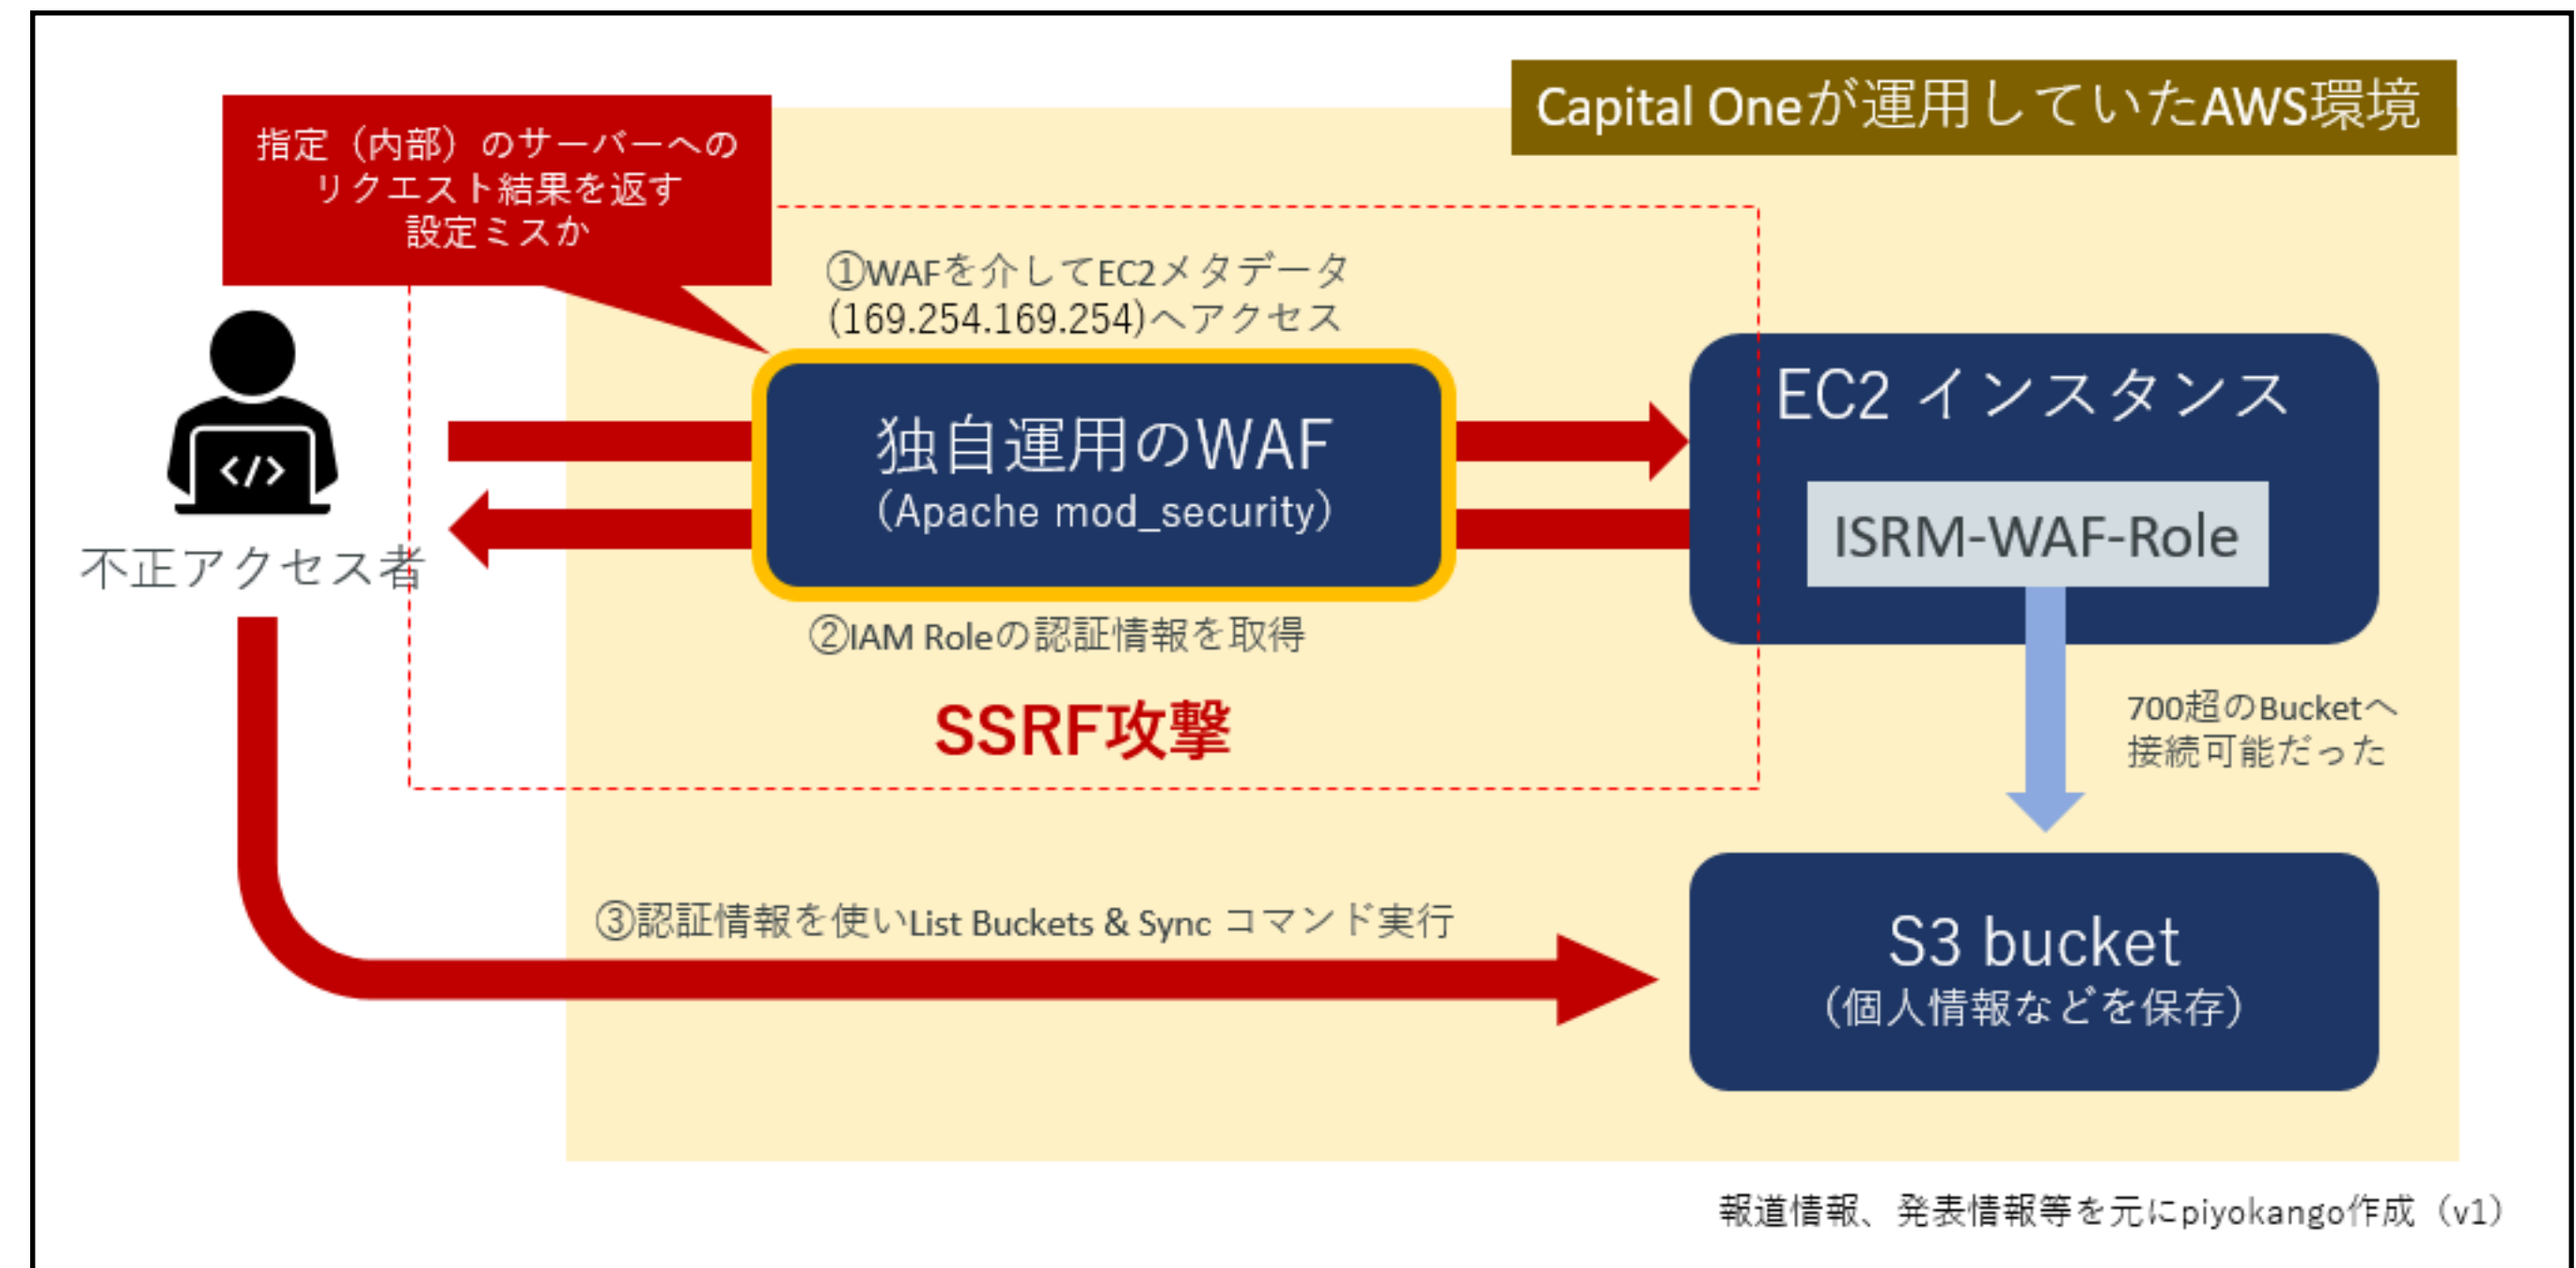 Capital Oneが運用していたAWS環境
指定（内部）のサーバーへの
リクエスト結果を返す
設定ミスか
①WAFを介してEC2メタデータ
(169.254.169.254)へアクセス
独自運用のWAF
（Apache mod_security）
EC2 インスタンス
ISRM-WAF-Role
</>
不正アクセス者
②IAM Roleの認証情報を取得
SSRF攻撃
700超のBucketへ
接続可能だった
③認証情報を使いList Buckets & Sync コマンド実行
S3 bucket
（個人情報などを保存）
報道情報、発表情報等を元にpiyokango作成（v1）